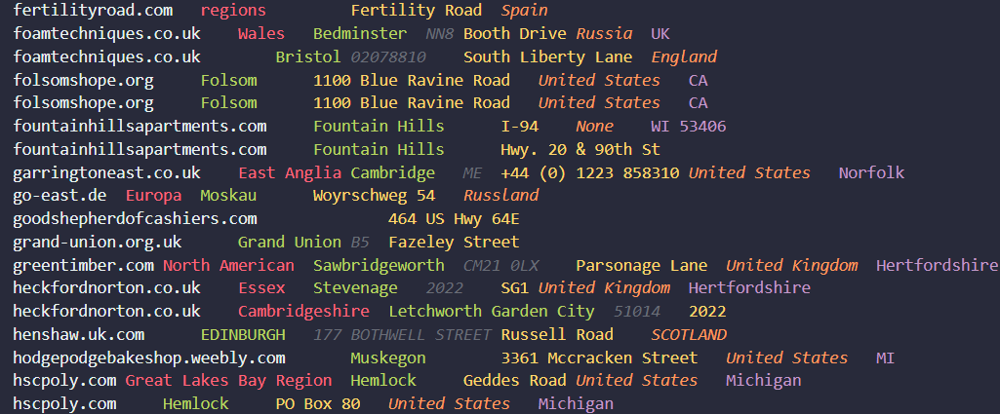 fertilityroad.com regions Fertility Road Spain
foamtechniques.co.uk Wales Bedminster NN8 Booth Drive Russia UK
foamtechniques.co.uk Bristol 02078810 South Liberty Lane England
folsomshope.org Folsom 1100 Blue Ravine Road United States CA
folsomshope.org Folsom 1100 Blue Ravine Road United States CA
fountainhillsapartments.com Fountain Hills I-94 None WI 53406
fountainhillsapartments.com Fountain Hills Hwy. 20 & 90th St
garringtoneast.co.uk East Anglia Cambridge ME +44 (0) 1223 858310 United States Norfolk
go-east.de Europa Moskau Woyrschweg 54 Russland
goodshepherdofcashiers.com 464 US Hwy 64E
grand-union.org.uk Grand Union B5 Fazeley Street
greentimber.com North American Sawbridgeworth CM21 0LX Parsonage Lane United Kingdom Hertfordshire
heckfordnorton.co.uk Essex Stevenage 2022 SG1 United Kingdom Hertfordshire
heckfordnorton.co.uk Cambridgeshire Letchworth Garden City 51014 2022
henshaw.uk.com EDINBURGH 177 BOTHWELL STREET Russell Road SCOTLAND
hodgepodgebakeshop.weebly.com Muskegon 3361 Mccracken Street United States MI
hscpoly.com Great Lakes Bay Region Hemlock Geddes Road United States Michigan
hscpoly.com Hemlock PO Box 80 United States Michigan